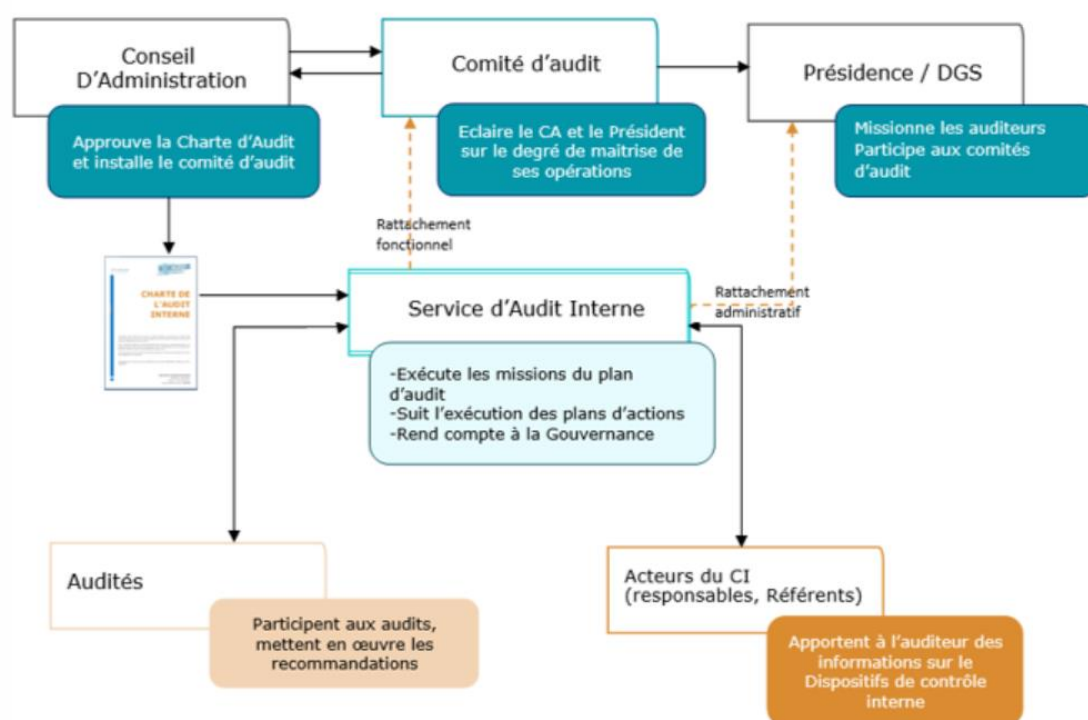 Conseil
D'Administration
Approuve la Charte d'Audit
et installe le comité d'audit
Comité d'audit
Eclaire le CA et le Président
sur le degré de maitrise de
ses opérations
Présidence / DGS
Missionne les auditeurs
Participe aux comités
d'audit
Rattachement
fonctionnel
CHARTE DE
L'AUDIT
INTERNE
Service d'Audit Interne
Rattachement
administratif
-Exécute les missions du plan
d'audit
-Suit l'exécution des plans d'actions
-Rend compte à la Gouvernance
Audités
Participent aux audits,
mettent en œuvre les
recommandations
Acteurs du CI
(responsables, Référents)
Apportent à l'auditeur des
informations sur le
Dispositifs de contrôle
interne